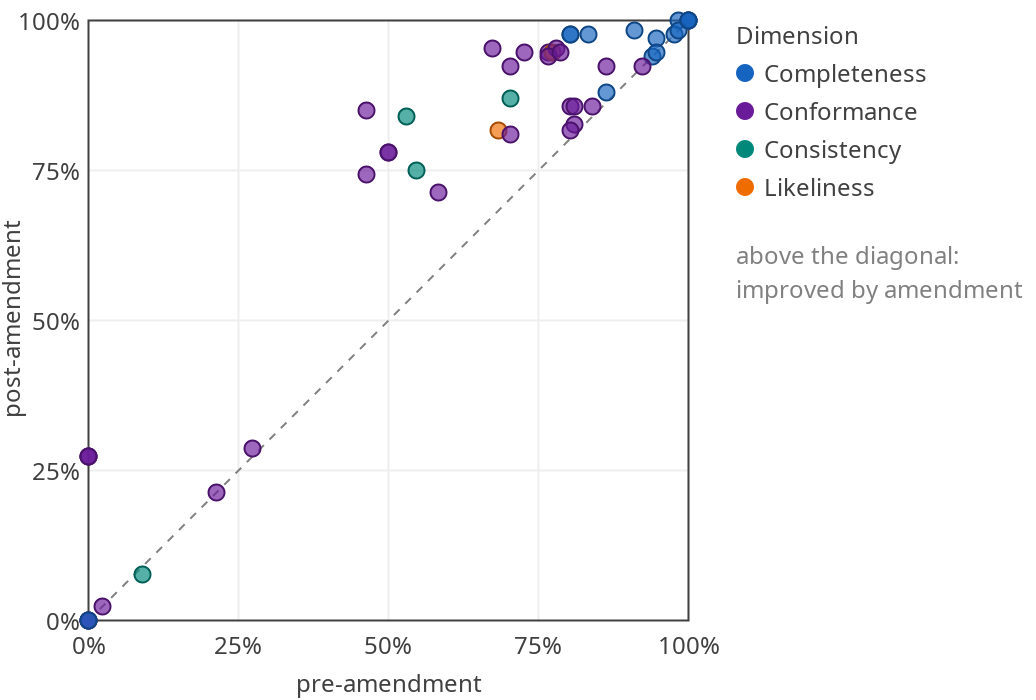 100%
75%
50%
25%
0%
0%
25%
50%
75%
100%
pre-amendment
post-amendment
Dimension
Completeness
Conformance
Consistency
Likeliness
above the diagonal:
improved by amendment